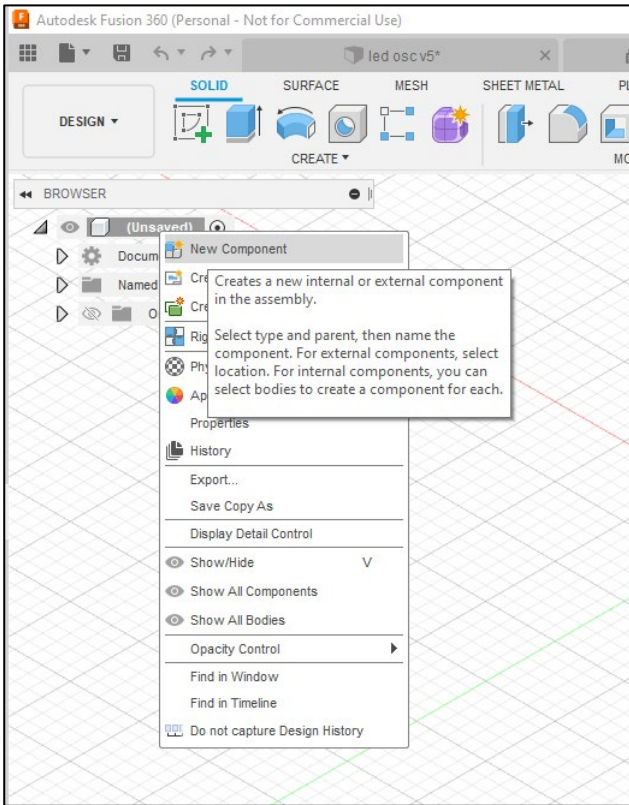 Autodesk Fusion 360 (Personal - Not for Commercial Use)
led osc v5*
SOLID SURFACE MESH SHEET METAL
DESIGN
CREATE
BROWSER
(Unsaved)
New Component
Creates a new internal or external component
in the assembly.
Named
Select type and parent, then name the
component. For external components, select
location. For internal components, you can
select bodies to create a component for each.
Properties
History
Export...
Save Copy As
Display Detail Control
Show/Hide V
Show All Components
Show All Bodies
Opacity Control
Find in Window
Find in Timeline
Do not capture Design History